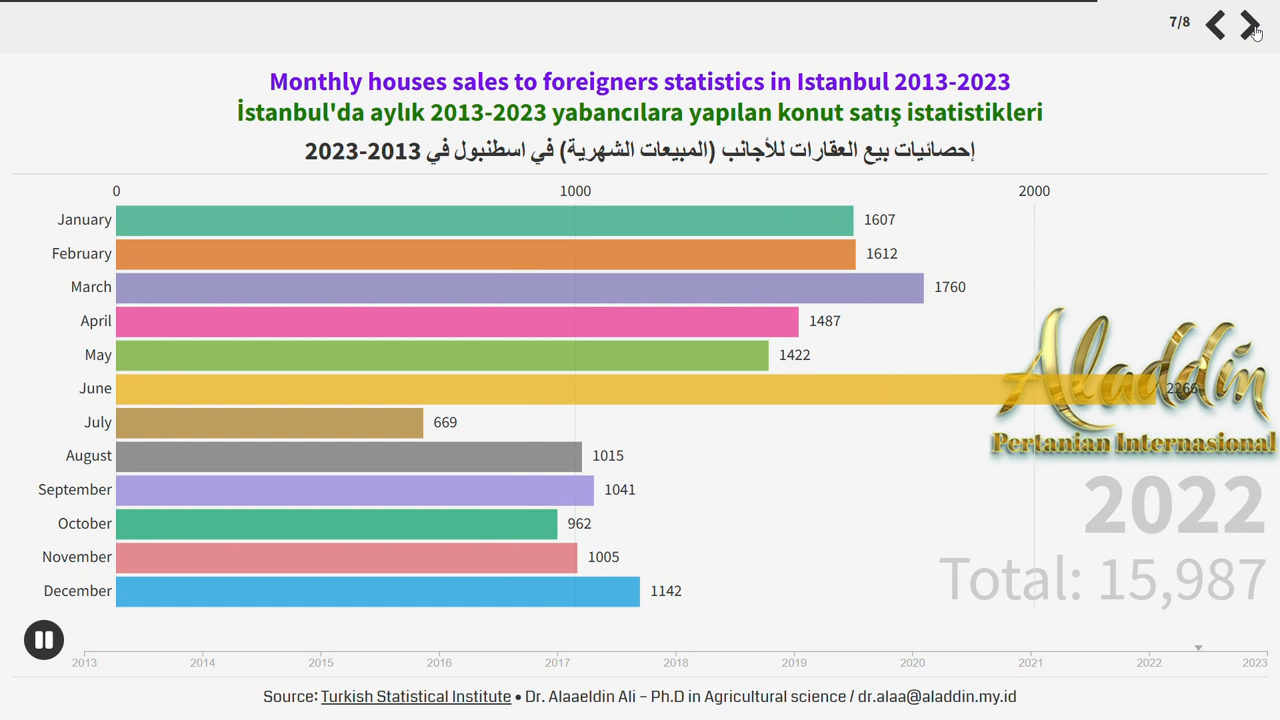 7/8
Monthly houses sales to foreigners statistics in Istanbul 2013-2023
İstanbul'da aylık 2013-2023 yabancılara yapılan konut satış istatistikleri
إحصائيات بيع العقارات للأجانب (المبيعات الشهرية) في اسطنبول في 2013-2023
0 1000 2000
January 1607
February 1612
March 1760
April 1487
May 1422
June 2266
July 669
August 1015
September 1041
October 962
November 1005
December 1142
Aladdin
Pertanian Internasional
2022
Total: 15,987
2013 2014 2015 2016 2017 2018 2019 2020 2021 2022 2023
Source: Turkish Statistical Institute • Dr. Alaaeldin Ali – Ph.D in Agricultural science / dr.alaa@aladdin.my.id